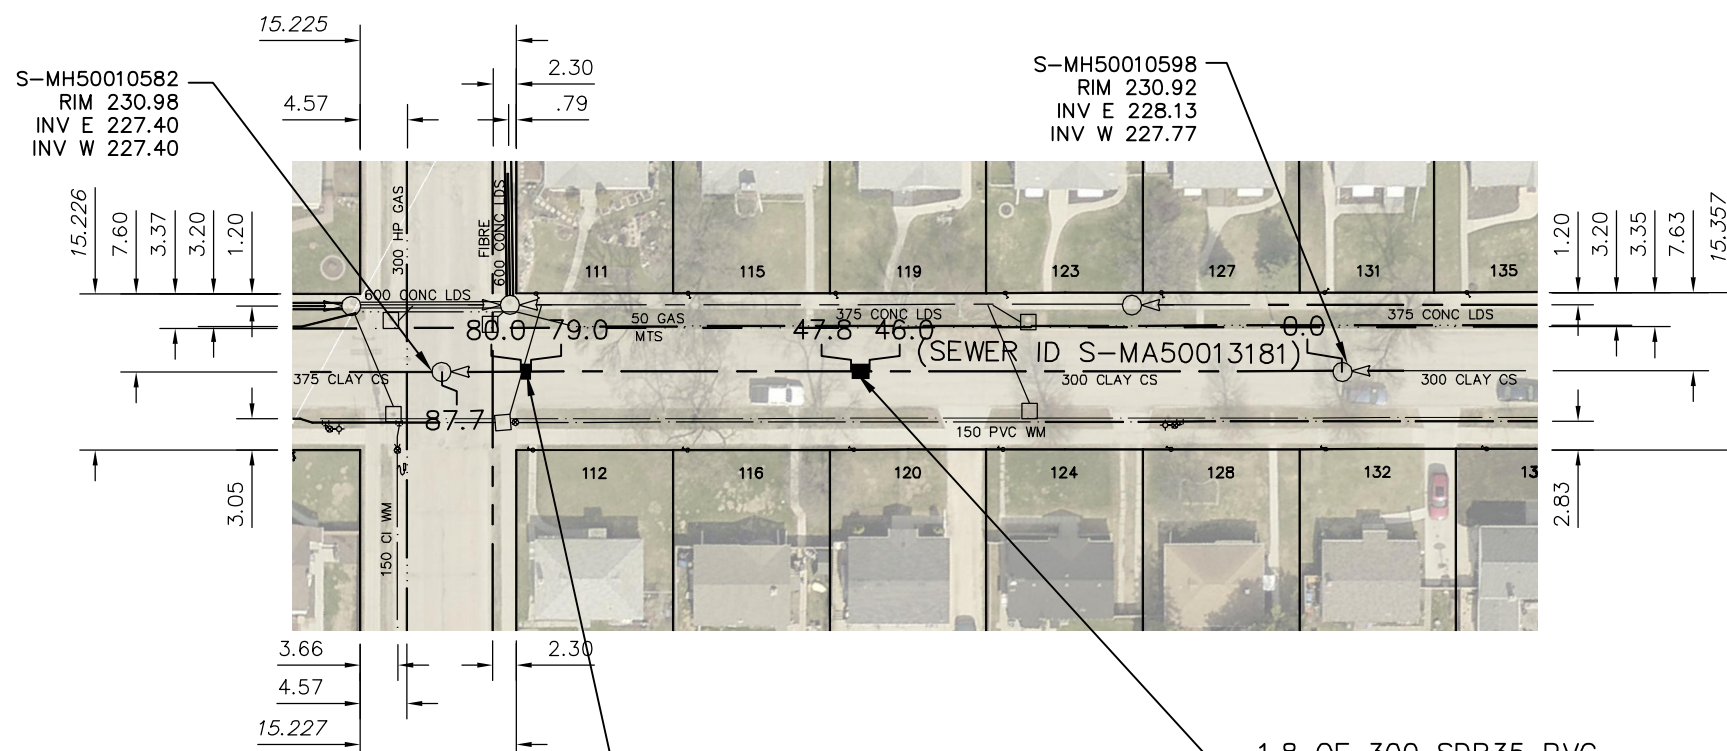 15.225
2.30
4.57
.79
S-MH50010582
RIM 230.98
INV E 227.40
INV W 227.40
S-MH50010598
RIM 230.92
INV E 228.13
INV W 227.77
15.226
7.60
3.37
3.20
1.20
1.20
3.20
3.35
7.63
15.357
300 HP GAS
FIBRE
600 CONC LDS
111
115
119
123
127
131
135
600 CONC LDS
50 GAS
MTS
375 CONC LDS
375 CONC LDS
80.0
79.0
47.8
46.0
0.0
(SEWER ID S-MA50013181)
375 CLAY CS
300 CLAY CS
300 CLAY CS
87.7
150 PVC WM
3.05
2.83
112
116
120
124
128
132
13
150 CI WM
3.66
2.30
4.57
15.227
1.8 OF 300 SDR35 PVC